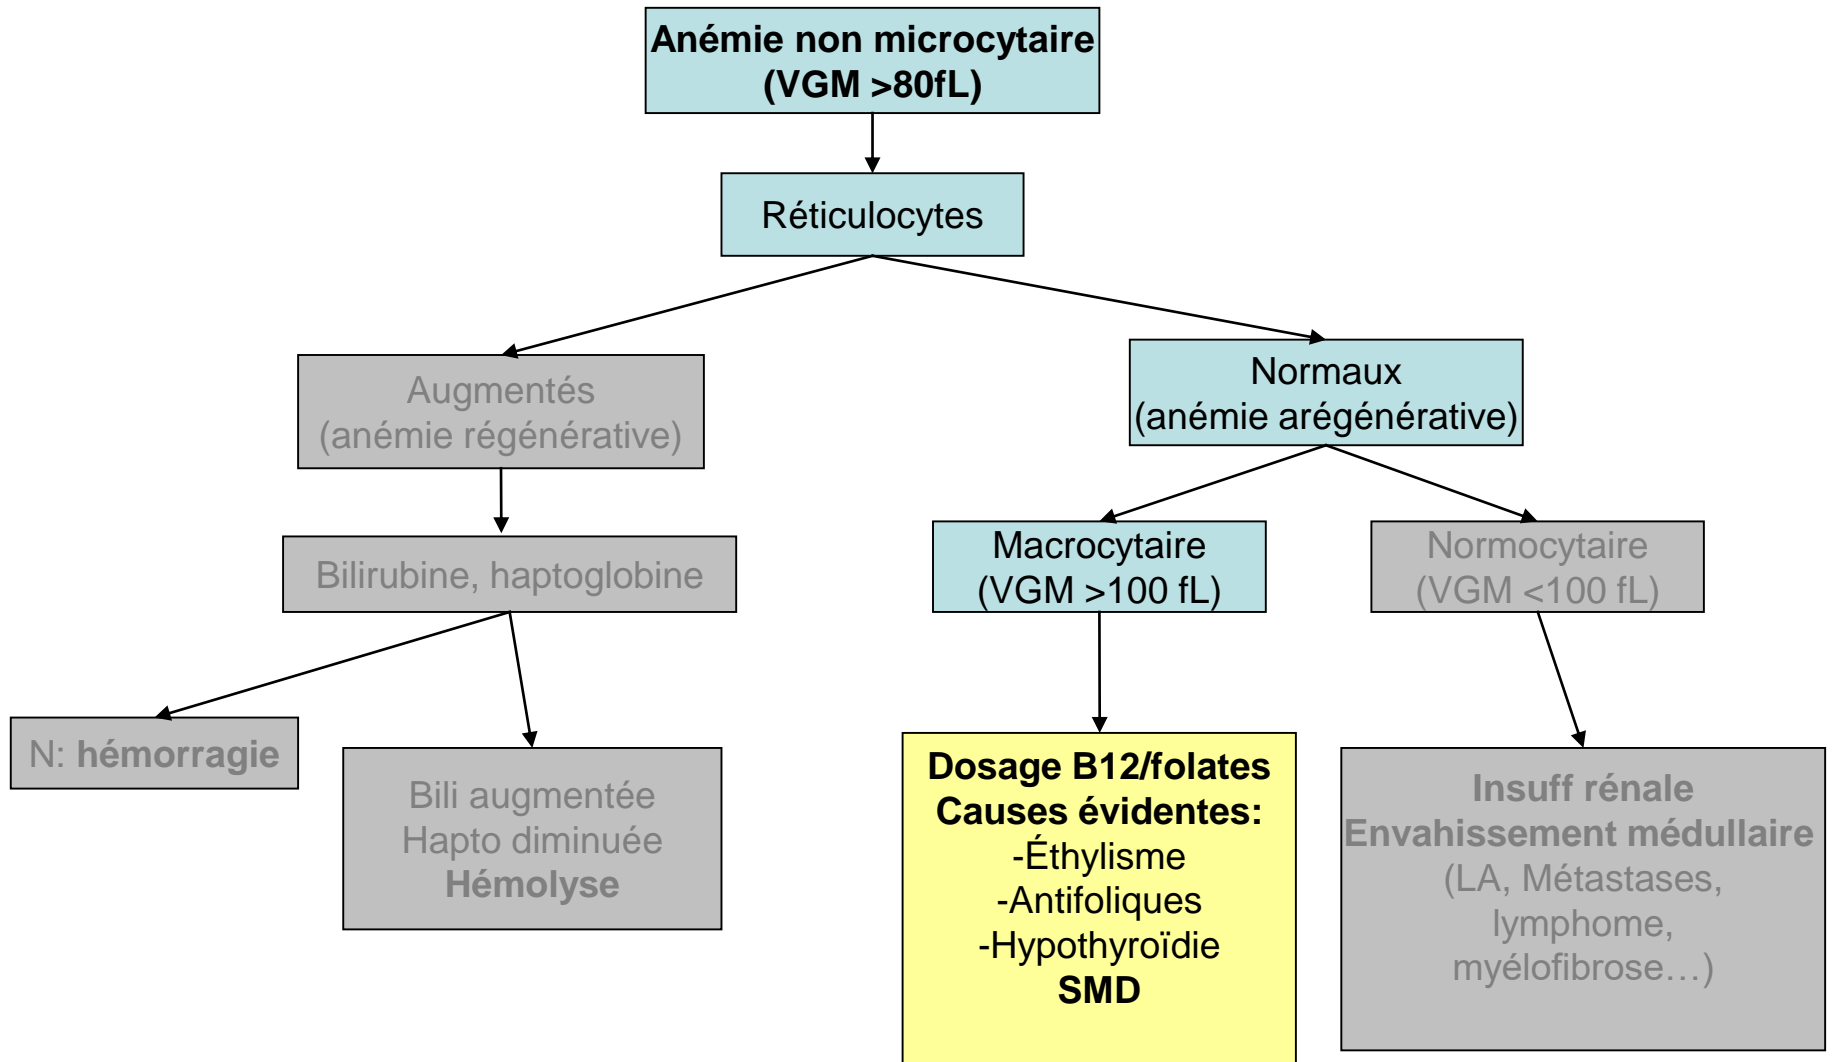 Anémie non microcytaire
(VGM >80fL)
Réticulocytes
Augmentés
(anémie régénérative)
Normaux
(anémie arégénérative)
Bilirubine, haptoglobine
Macrocytaire
(VGM >100 fL)
Normocytaire
(VGM <100 fL)
N: hémorragie
Bili augmentée
Hapto diminuée
Hémolyse
Dosage B12/folates
Causes évidentes:
-Éthylisme
-Antifoliques
-Hypothyroïdie
SMD
Insuff rénale
Envahissement médullaire
(LA, Métastases,
lymphome,
myélofibrose…)